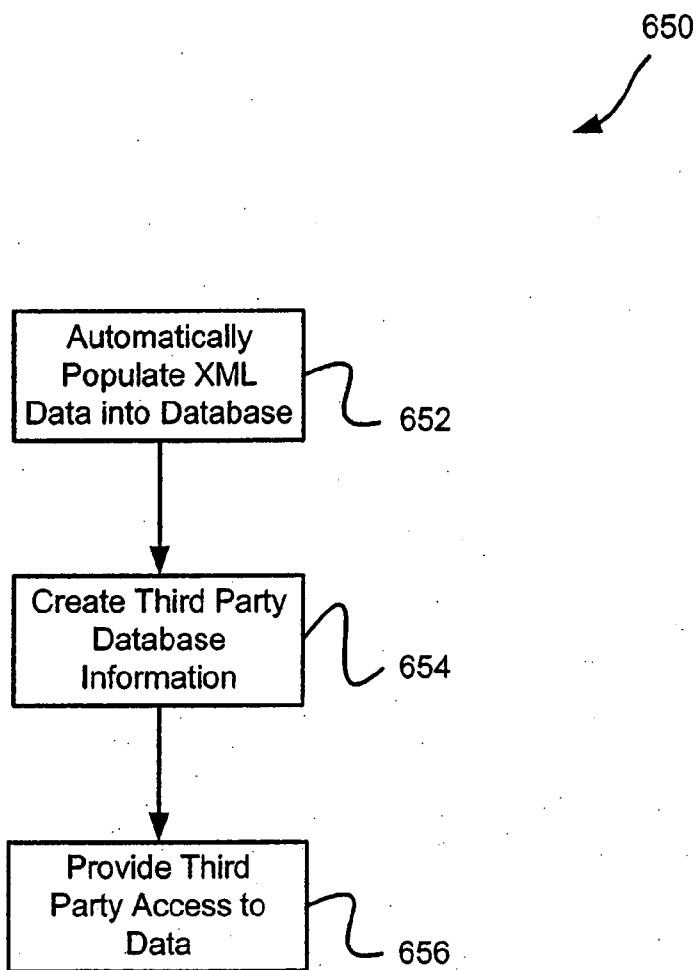 650
Automatically
Populate XML
Data into Database
652
Create Third Party
Database
Information
654
Provide Third
Party Access to
Data
656